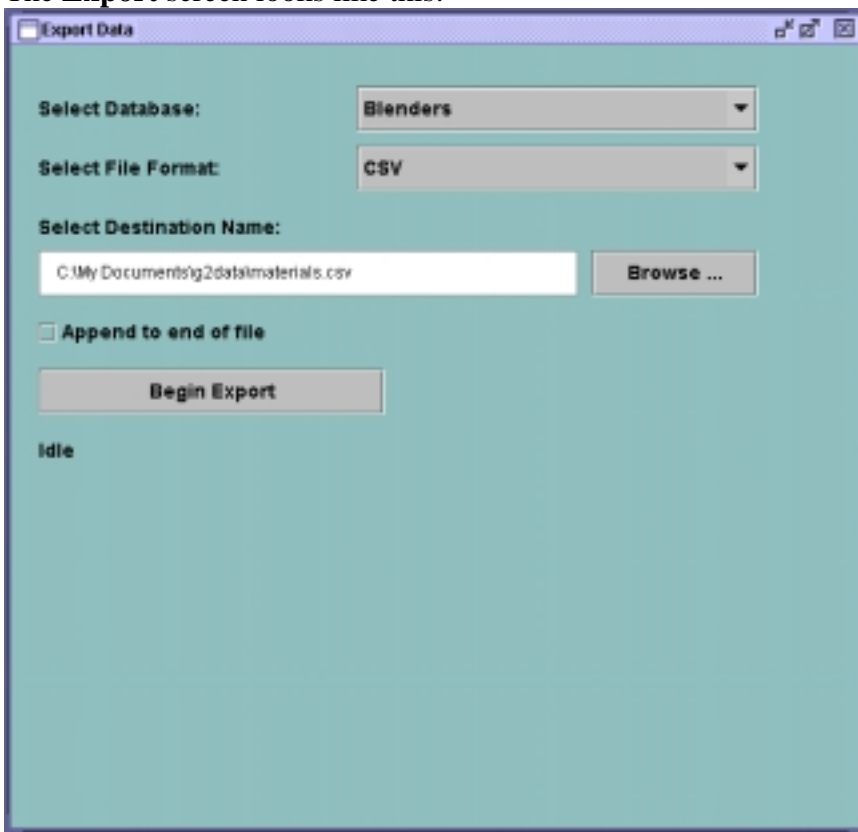 The Export screen looks like this:
Export Data
Select Database:
Blenders
Select File Format:
CSV
Select Destination Name:
C:\My Documents\g2data\materials.csv
Browse ...
Append to end of file
Begin Export
Idle